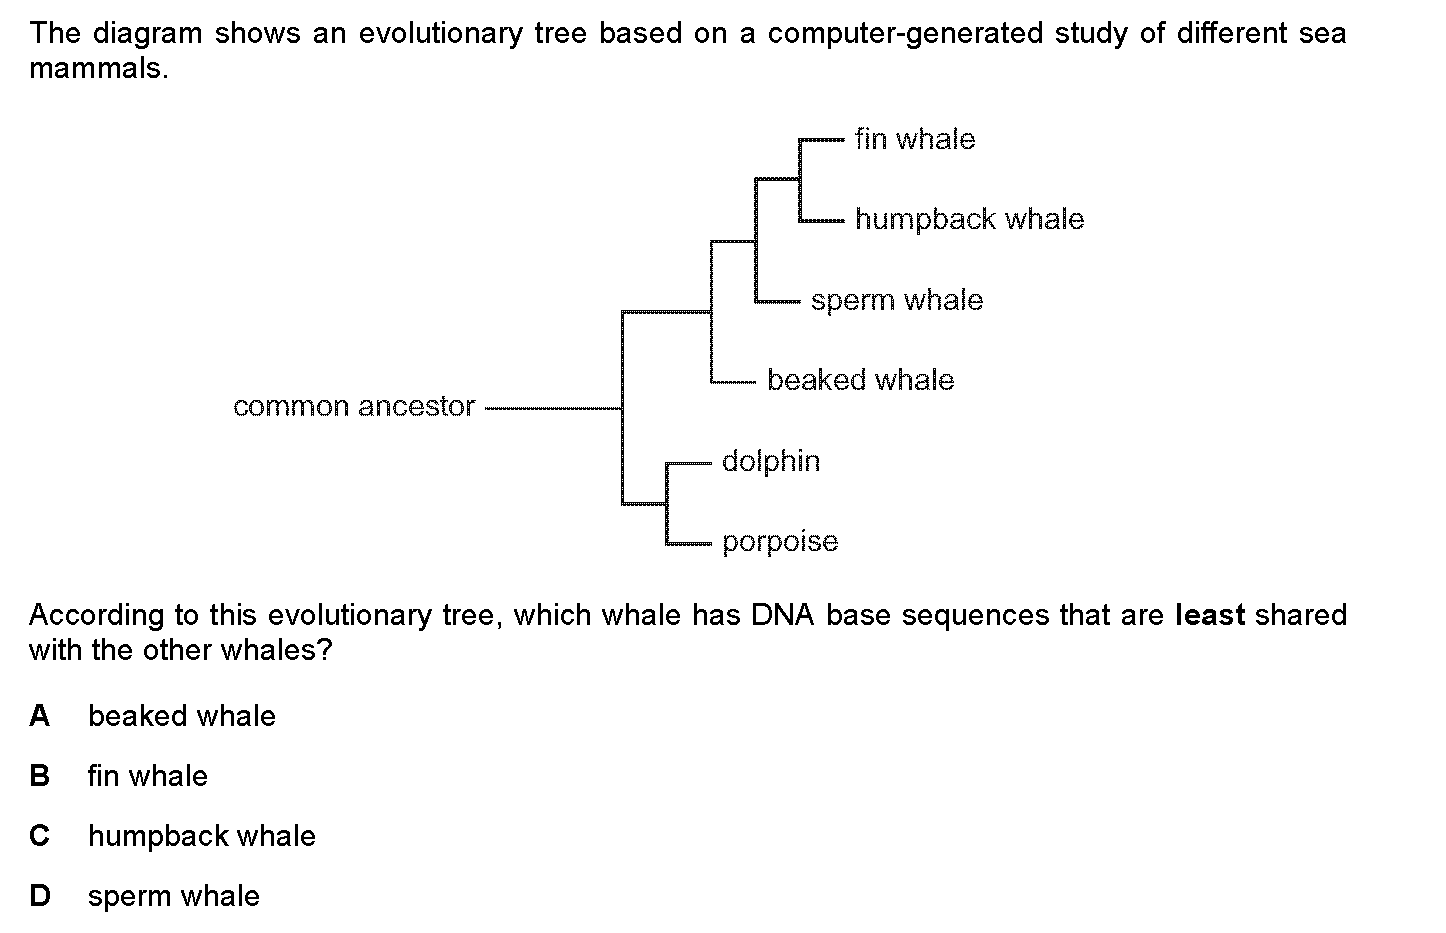 The diagram shows an evolutionary tree based on a computer-generated study of different sea
mammals.
fin whale
humpback whale
sperm whale
beaked whale
common ancestor
dolphin
porpoise
According to this evolutionary tree, which whale has DNA base sequences that are least shared
with the other whales?
A beaked whale
B fin whale
C humpback whale
D sperm whale